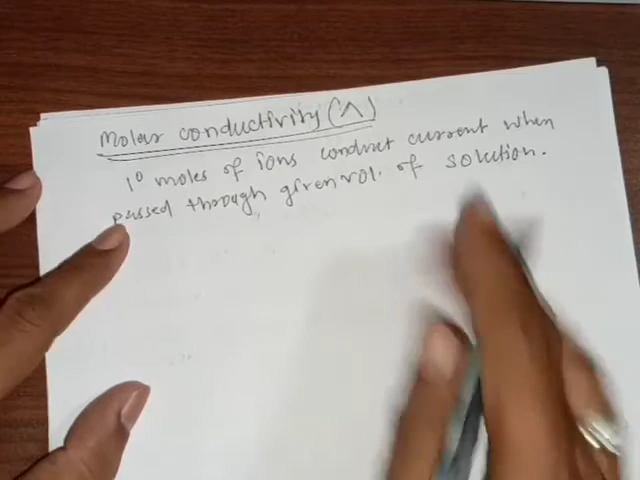 Molar conductivity (Λ)
1° moles of ions conduct current when
passed through given vol. of solution.